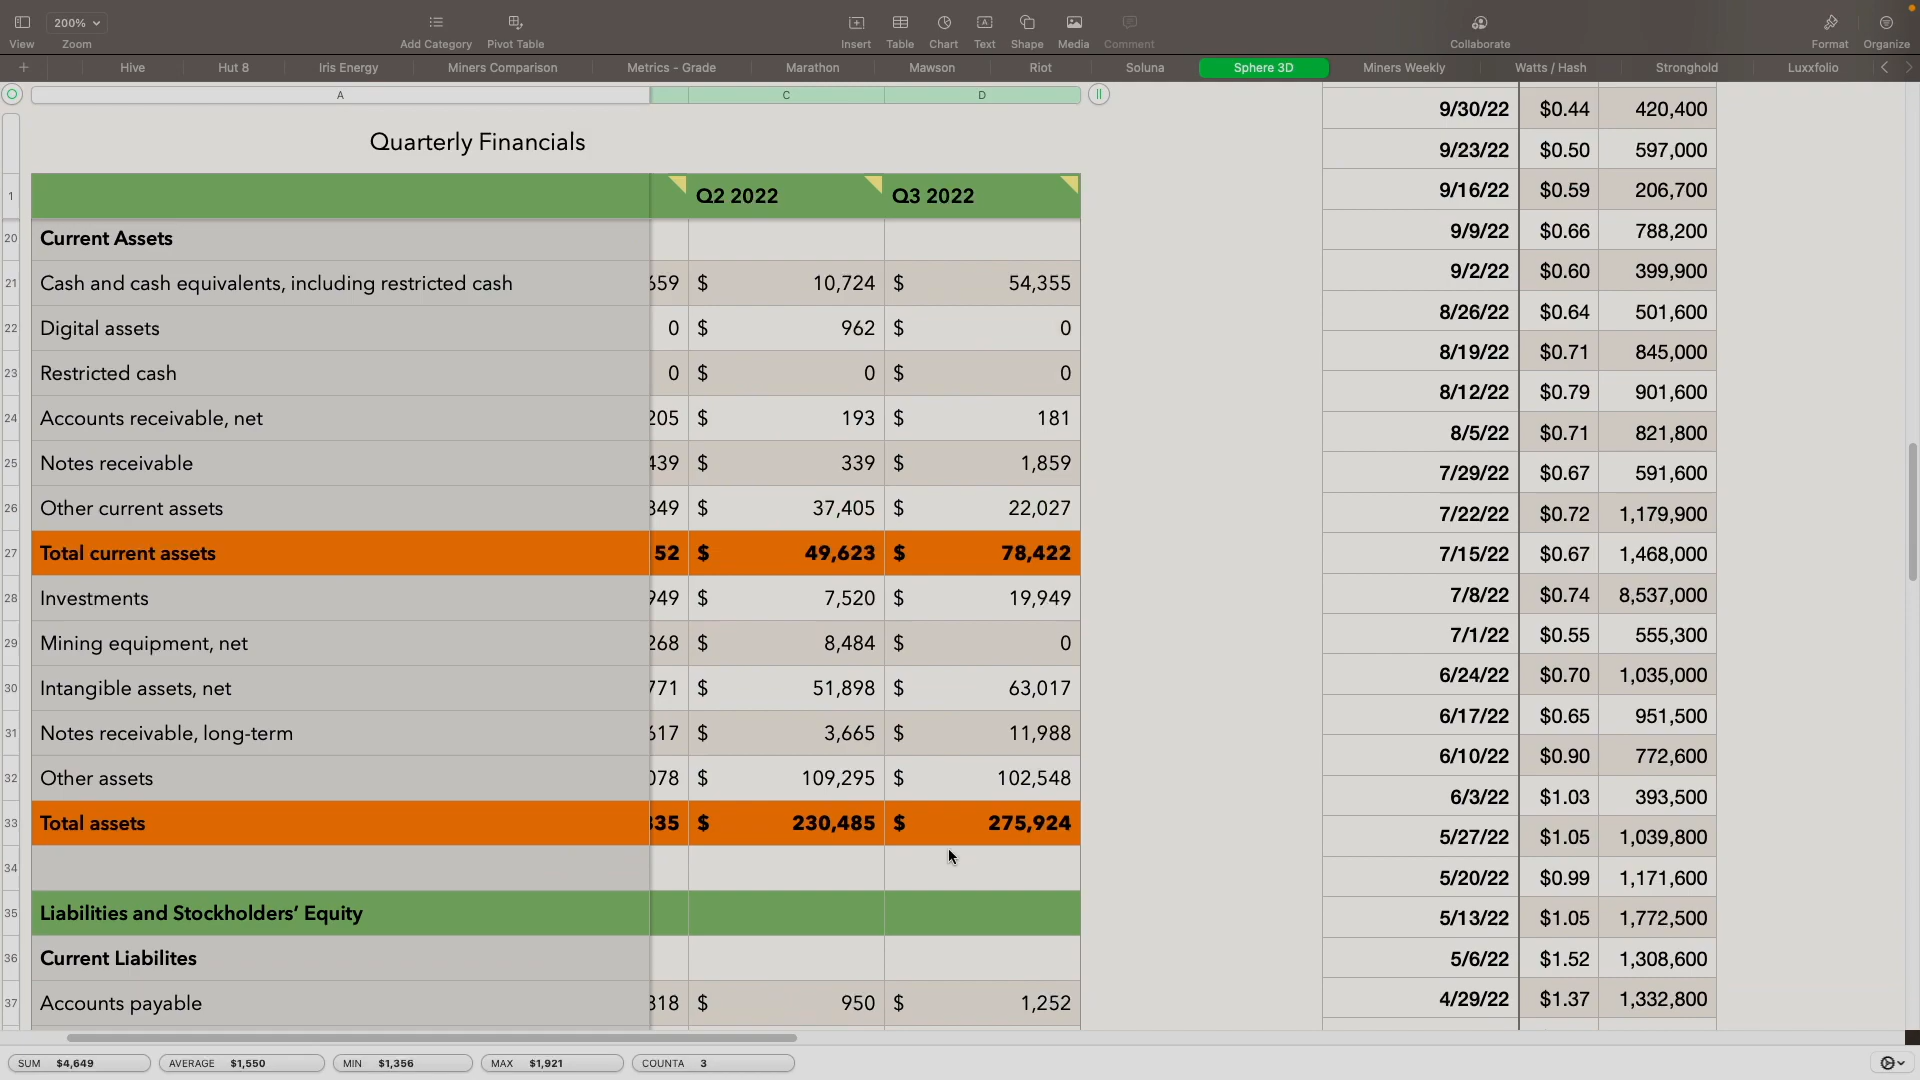 200%
View Zoom Add Category Pivot Table Insert Table Chart Text Shape Media Comment Collaborate Format Organize
+ Hive Hut 8 Iris Energy Miners Comparison Metrics - Grade Marathon Mawson Riot Soluna Sphere 3D Miners Weekly Watts / Hash Stronghold Luxxfolio
A C D
Quarterly Financials
1 Q2 2022 Q3 2022
20 Current Assets
21 Cash and cash equivalents, including restricted cash 659 $ 10,724 $ 54,355
22 Digital assets 0 $ 962 $ 0
23 Restricted cash 0 $ 0 $ 0
24 Accounts receivable, net 205 $ 193 $ 181
25 Notes receivable 439 $ 339 $ 1,859
26 Other current assets 349 $ 37,405 $ 22,027
27 Total current assets 52 $ 49,623 $ 78,422
28 Investments 949 $ 7,520 $ 19,949
29 Mining equipment, net 268 $ 8,484 $ 0
30 Intangible assets, net 771 $ 51,898 $ 63,017
31 Notes receivable, long-term 617 $ 3,665 $ 11,988
32 Other assets 078 $ 109,295 $ 102,548
33 Total assets 335 $ 230,485 $ 275,924
34
35 Liabilities and Stockholders’ Equity
36 Current Liabilites
37 Accounts payable 318 $ 950 $ 1,252
9/30/22 $0.44 420,400
9/23/22 $0.50 597,000
9/16/22 $0.59 206,700
9/9/22 $0.66 788,200
9/2/22 $0.60 399,900
8/26/22 $0.64 501,600
8/19/22 $0.71 845,000
8/12/22 $0.79 901,600
8/5/22 $0.71 821,800
7/29/22 $0.67 591,600
7/22/22 $0.72 1,179,900
7/15/22 $0.67 1,468,000
7/8/22 $0.74 8,537,000
7/1/22 $0.55 555,300
6/24/22 $0.70 1,035,000
6/17/22 $0.65 951,500
6/10/22 $0.90 772,600
6/3/22 $1.03 393,500
5/27/22 $1.05 1,039,800
5/20/22 $0.99 1,171,600
5/13/22 $1.05 1,772,500
5/6/22 $1.52 1,308,600
4/29/22 $1.37 1,332,800
SUM $4,649 AVERAGE $1,550 MIN $1,356 MAX $1,921 COUNTA 3